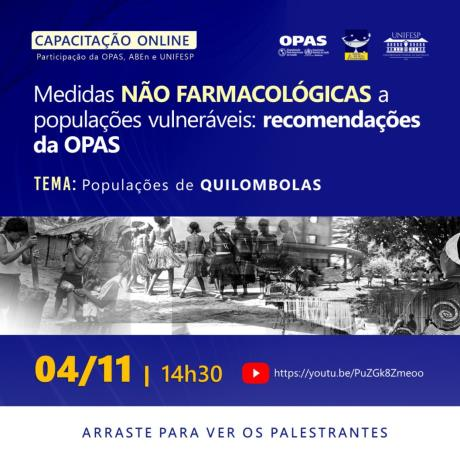 CAPACITAÇÃO ONLINE
Participação da OPAS, ABEn e UNIFESP
OPAS
UNIFESP
Medidas NÃO FARMACOLÓGICAS a
populações vulneráveis: recomendações
da OPAS
TEMA: Populações de QUILOMBOLAS
04/11 | 14h30
https://youtu.be/PuZGk8Zmeoo
ARRASTE PARA VER OS PALESTRANTES